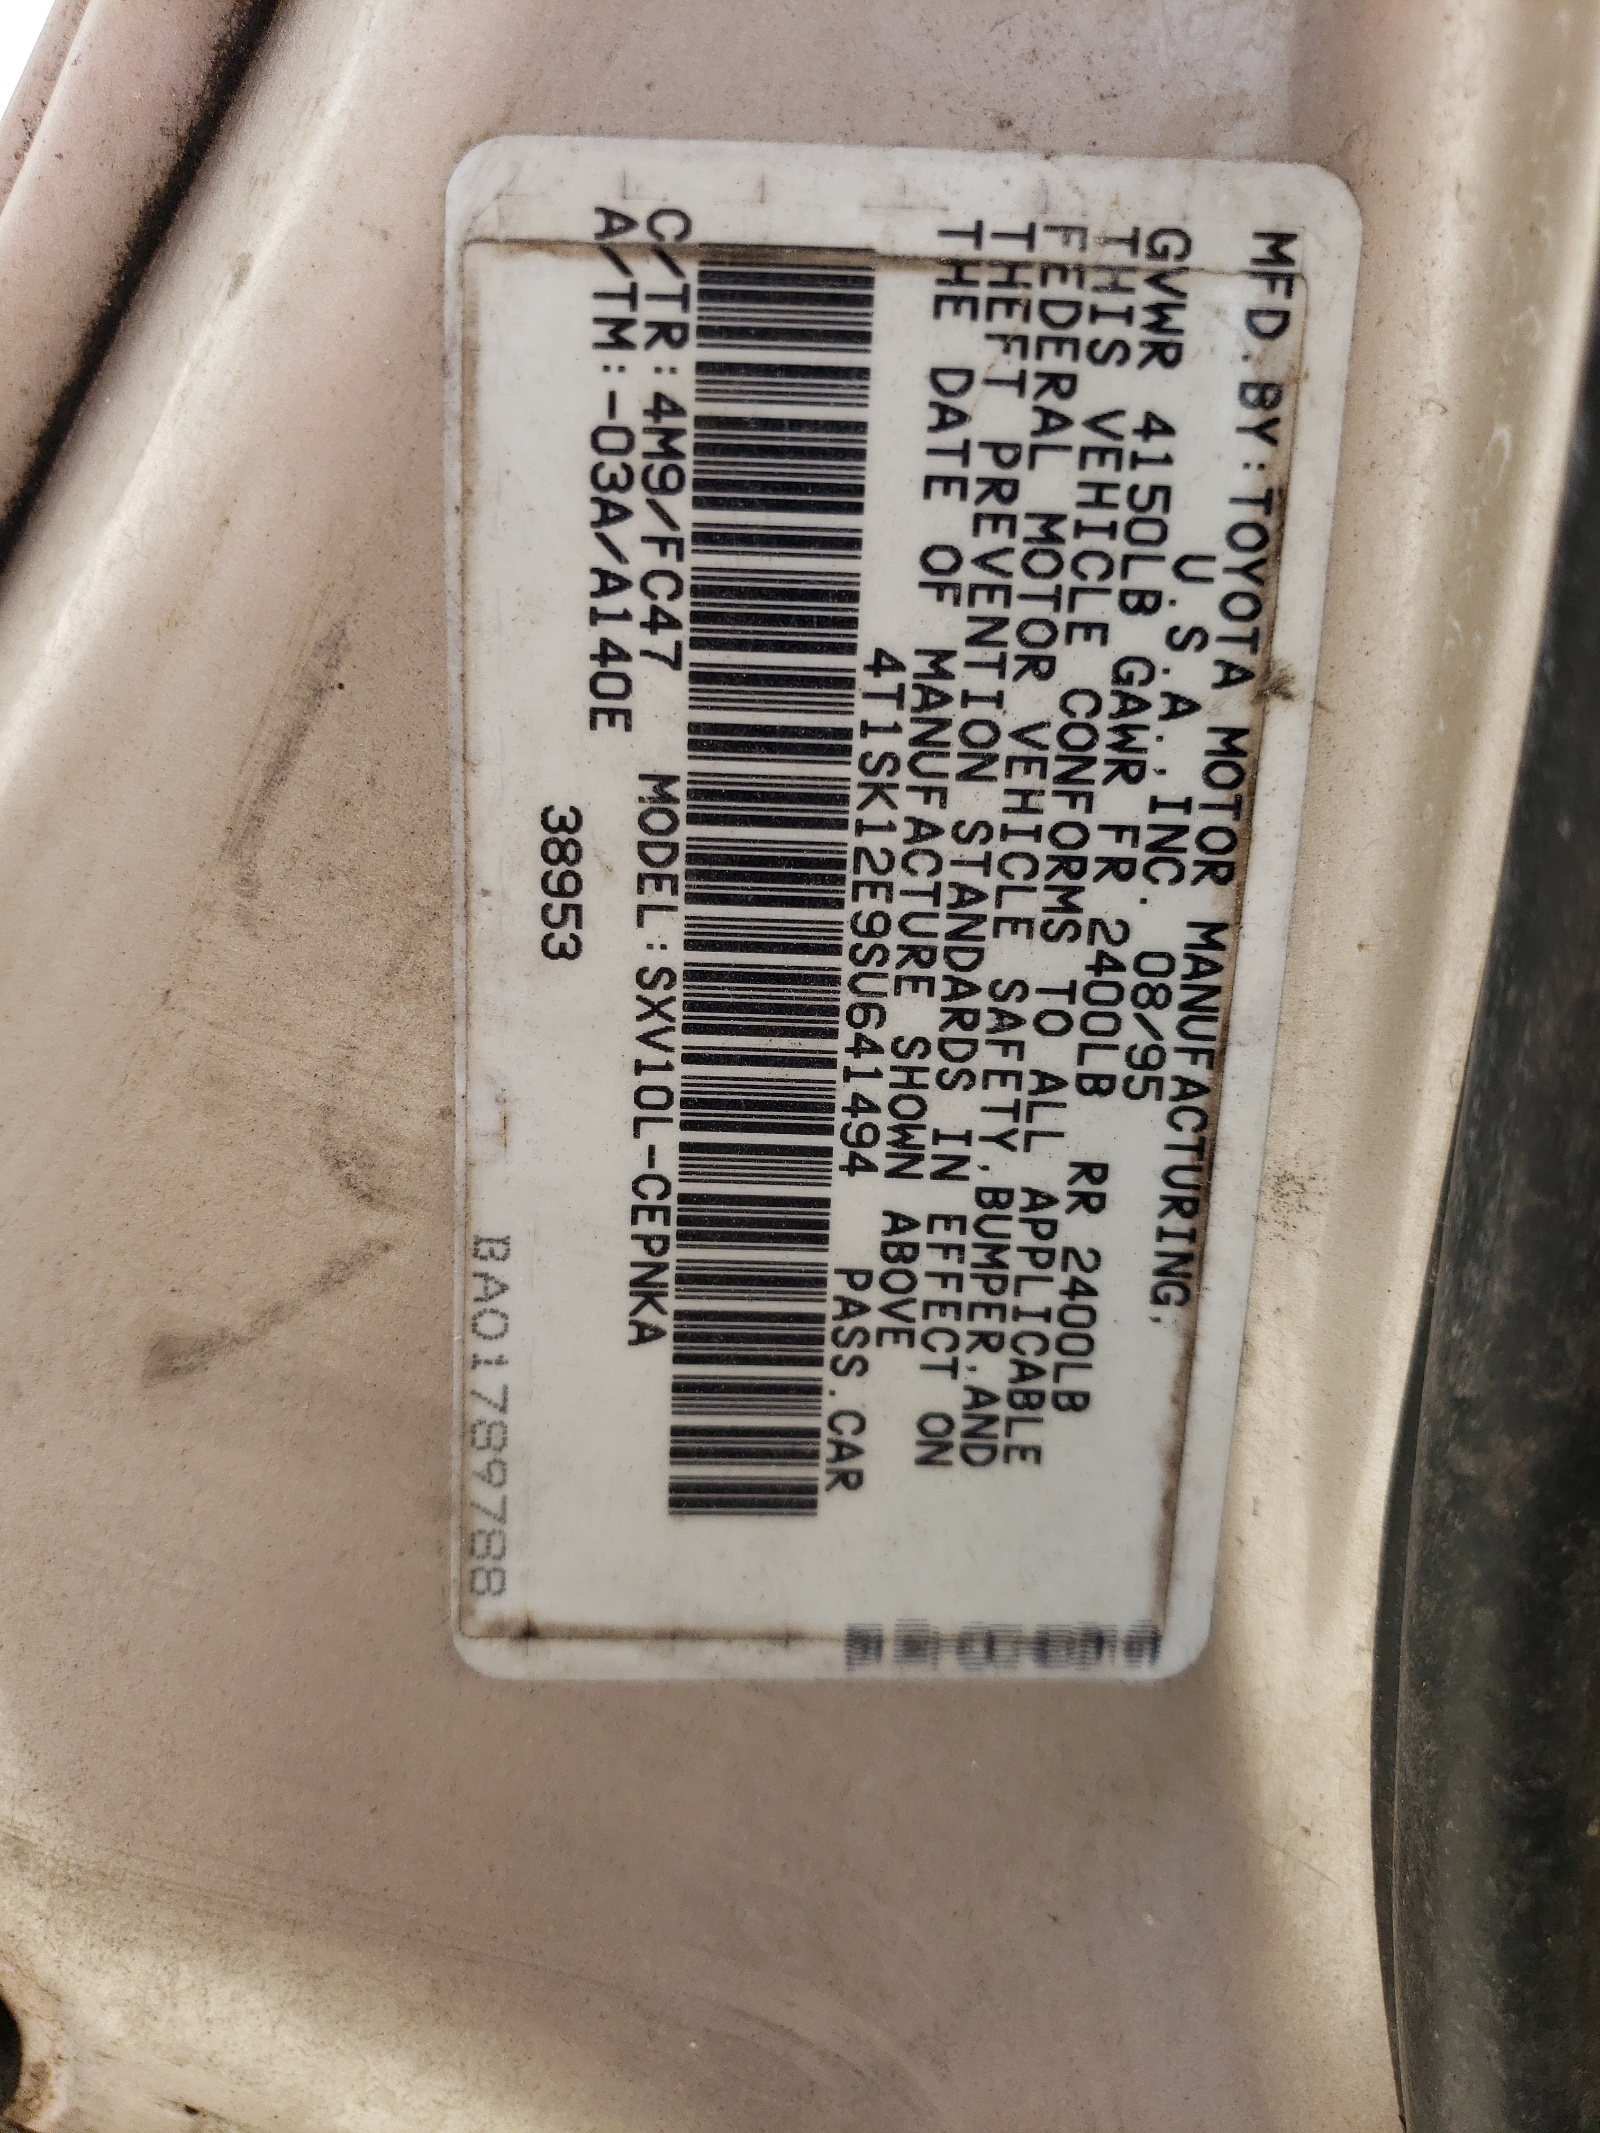 MFD.BY:TOYOTA MOTOR MANUFACTURING,
U.S.A.,INC. 08/95
GVWR 4150LB GAWR FR 2400LB RR 2400LB
THIS VEHICLE CONFORMS TO ALL APPLICABLE
FEDERAL MOTOR VEHICLE SAFETY,BUMPER,AND
THEFT PREVENTION STANDARDS IN EFFECT ON
THE DATE OF MANUFACTURE SHOWN ABOVE
4T1SK12E9SU641494 PASS.CAR
C/TR:4M9/FC47 MODEL:SXV10L-CEPNKA
A/TM:-03A/A140E
38953
BA01789788